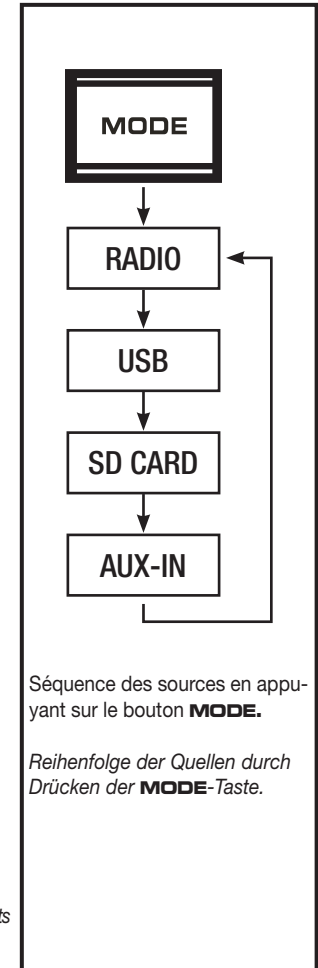 MODE
RADIO
USB
SD CARD
AUX-IN
Séquence des sources en appu-
yant sur le bouton MODE.
Reihenfolge der Quellen durch
Drücken der MODE-Taste.
ts